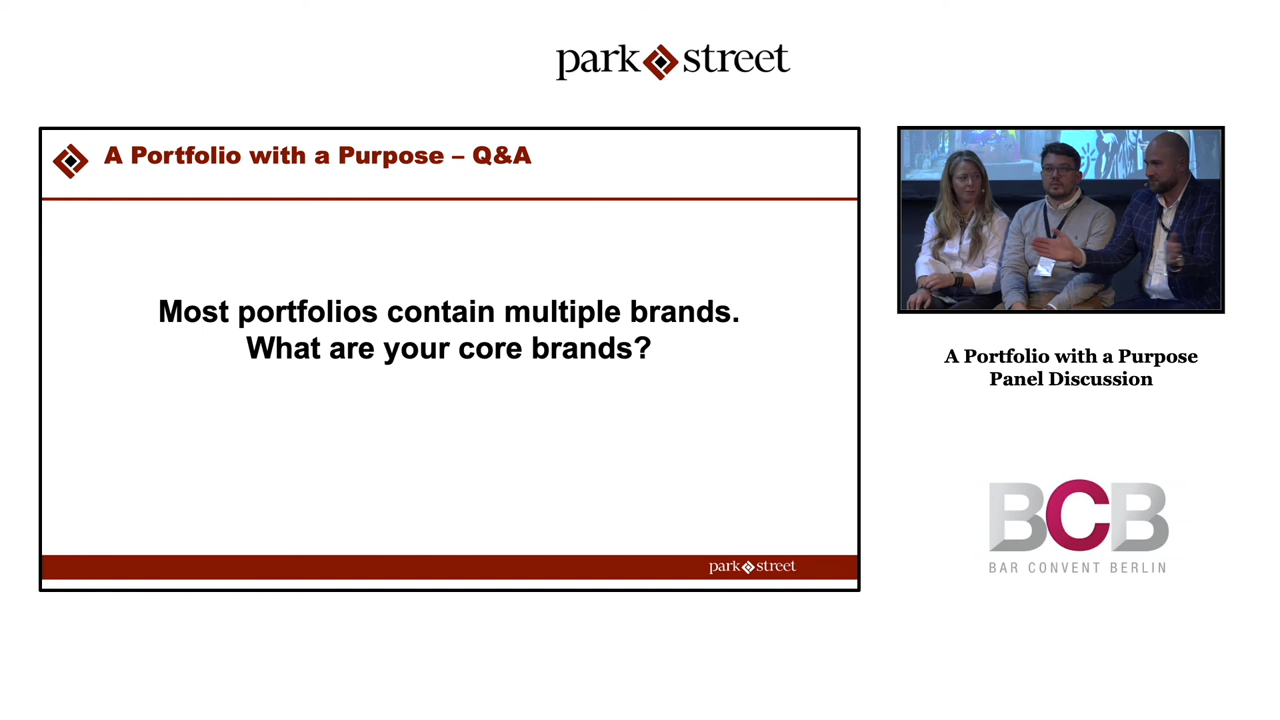 park street
A Portfolio with a Purpose – Q&A
Most portfolios contain multiple brands.
What are your core brands?
park street
A Portfolio with a Purpose
Panel Discussion
BCB
BAR CONVENT BERLIN